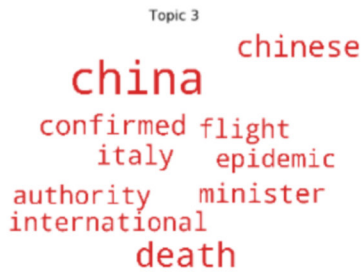 Topic 3
chinese
china
confirmed flight
italy epidemic
authority minister
international
death